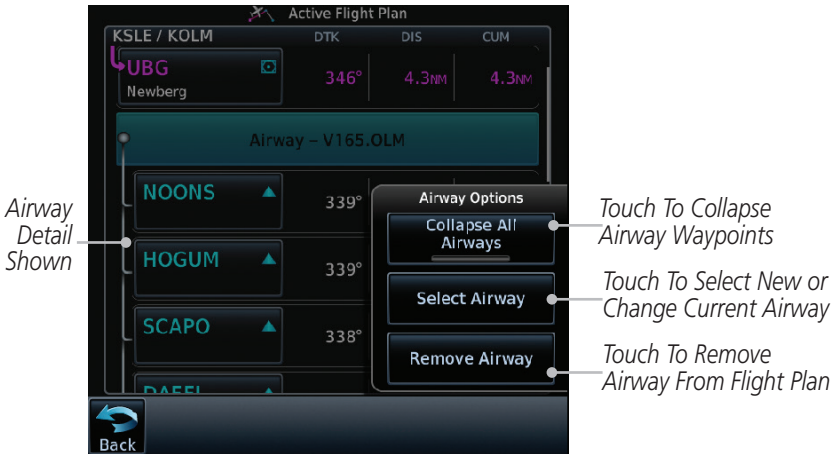 Active Flight Plan
KSLE / KOLM DTK DIS CUM
UBG 346° 4.3NM 4.3NM
Newberg
Airway – V165.OLM
NOONS 339°
HOGUM 339°
SCAPO 338°
Airway Options
Collapse All
Airways
Select Airway
Remove Airway
Back
Airway
Detail
Shown
Touch To Collapse
Airway Waypoints
Touch To Select New or
Change Current Airway
Touch To Remove
Airway From Flight Plan